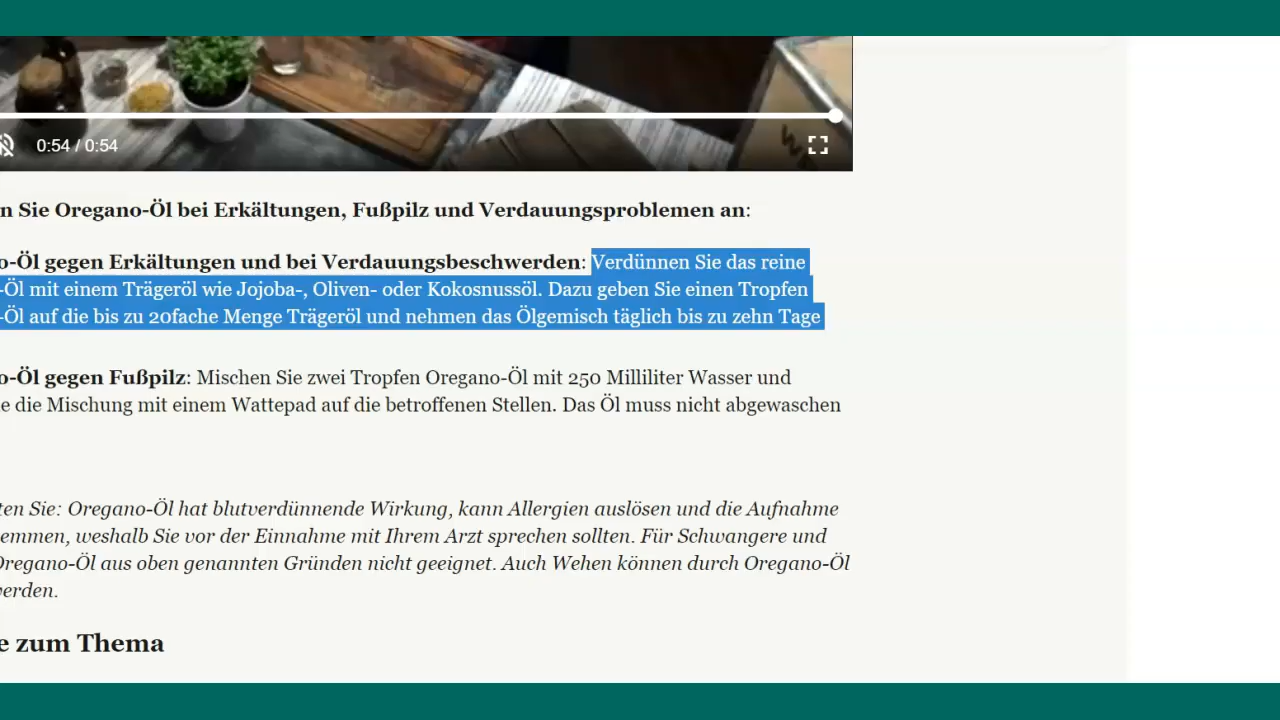 0:54 / 0:54
n Sie Oregano-Öl bei Erkältungen, Fußpilz und Verdauungsproblemen an:
o-Öl gegen Erkältungen und bei Verdauungsbeschwerden: Verdünnen Sie das reine
-Öl mit einem Trägeröl wie Jojoba-, Oliven- oder Kokosnussöl. Dazu geben Sie einen Tropfen
-Öl auf die bis zu 20fache Menge Trägeröl und nehmen das Ölgemisch täglich bis zu zehn Tage
o-Öl gegen Fußpilz: Mischen Sie zwei Tropfen Oregano-Öl mit 250 Milliliter Wasser und
e die Mischung mit einem Wattepad auf die betroffenen Stellen. Das Öl muss nicht abgewaschen
ten Sie: Oregano-Öl hat blutverdünnende Wirkung, kann Allergien auslösen und die Aufnahme
emmen, weshalb Sie vor der Einnahme mit Ihrem Arzt sprechen sollten. Für Schwangere und
Oregano-Öl aus oben genannten Gründen nicht geeignet. Auch Wehen können durch Oregano-Öl
verden.
e zum Thema